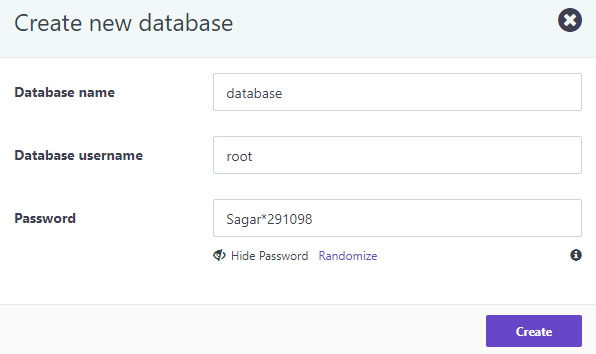 Create new database
Database name
database
Database username
root
Password
Sagar*291098
Hide Password Randomize
Create